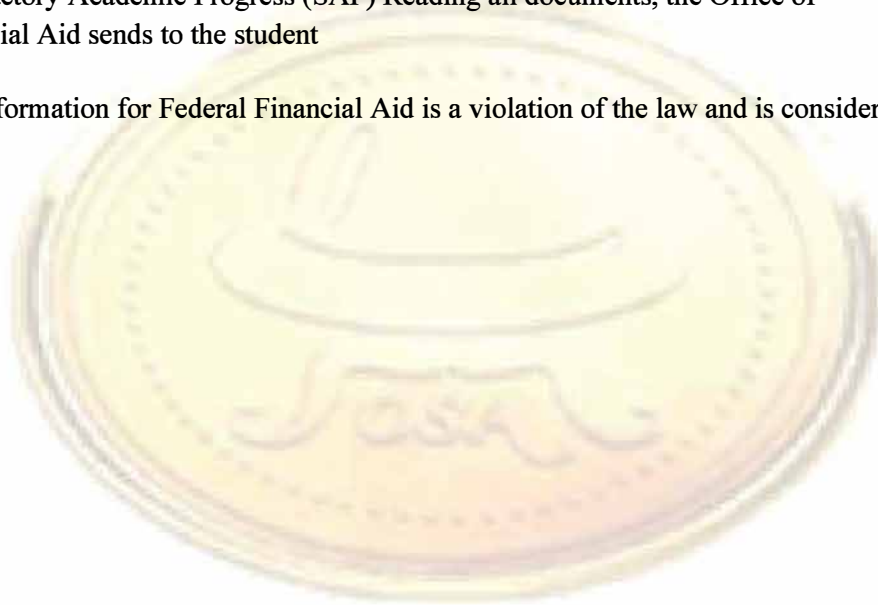 ctory Academic Progress (SAP) Reading all documents, the Office of
ial Aid sends to the student
formation for Federal Financial Aid is a violation of the law and is consider